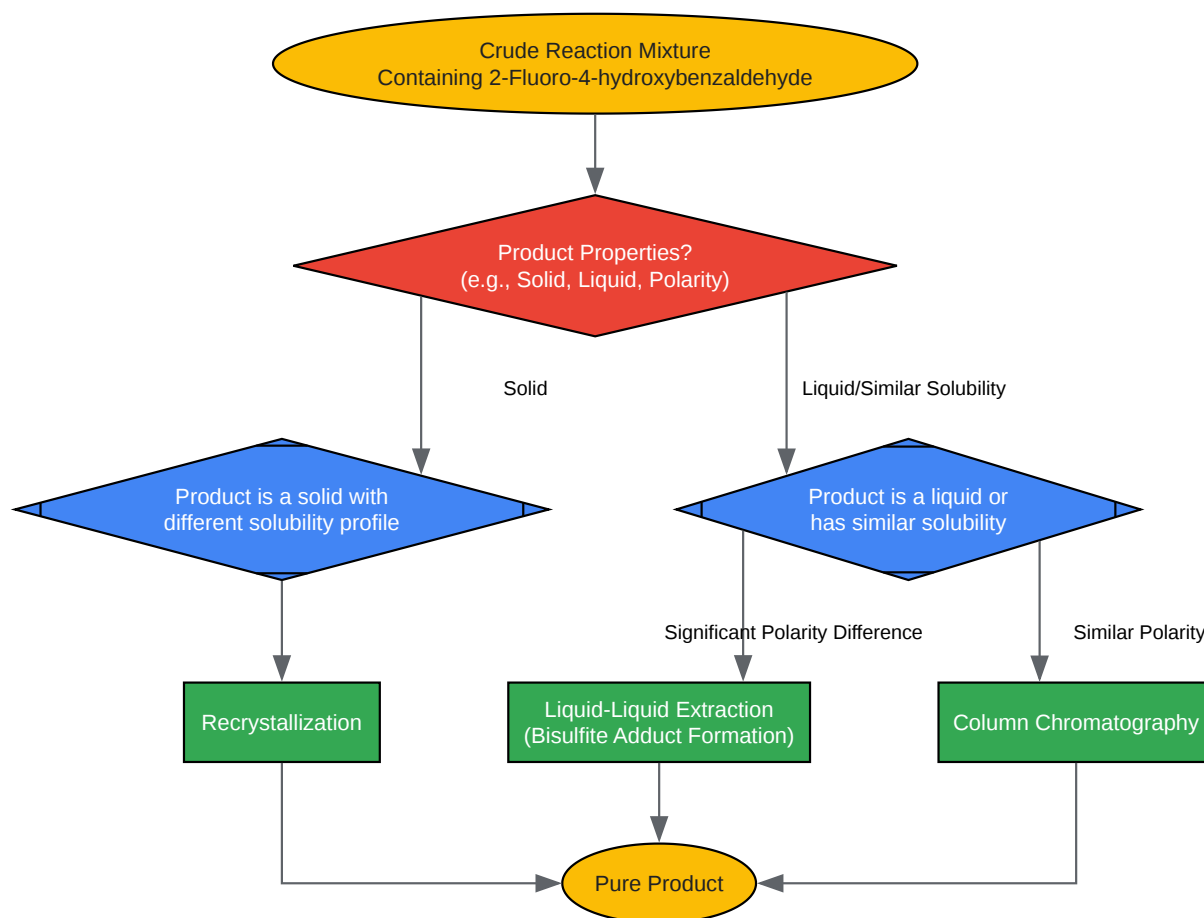 Crude Reaction Mixture
Containing 2-Fluoro-4-hydroxybenzaldehyde
Product Properties?
(e.g., Solid, Liquid, Polarity)
Solid
Liquid/Similar Solubility
Product is a solid with
different solubility profile
Product is a liquid or
has similar solubility
Significant Polarity Difference
Similar Polarity
Recrystallization
Liquid-Liquid Extraction
(Bisulfite Adduct Formation)
Column Chromatography
Pure Product